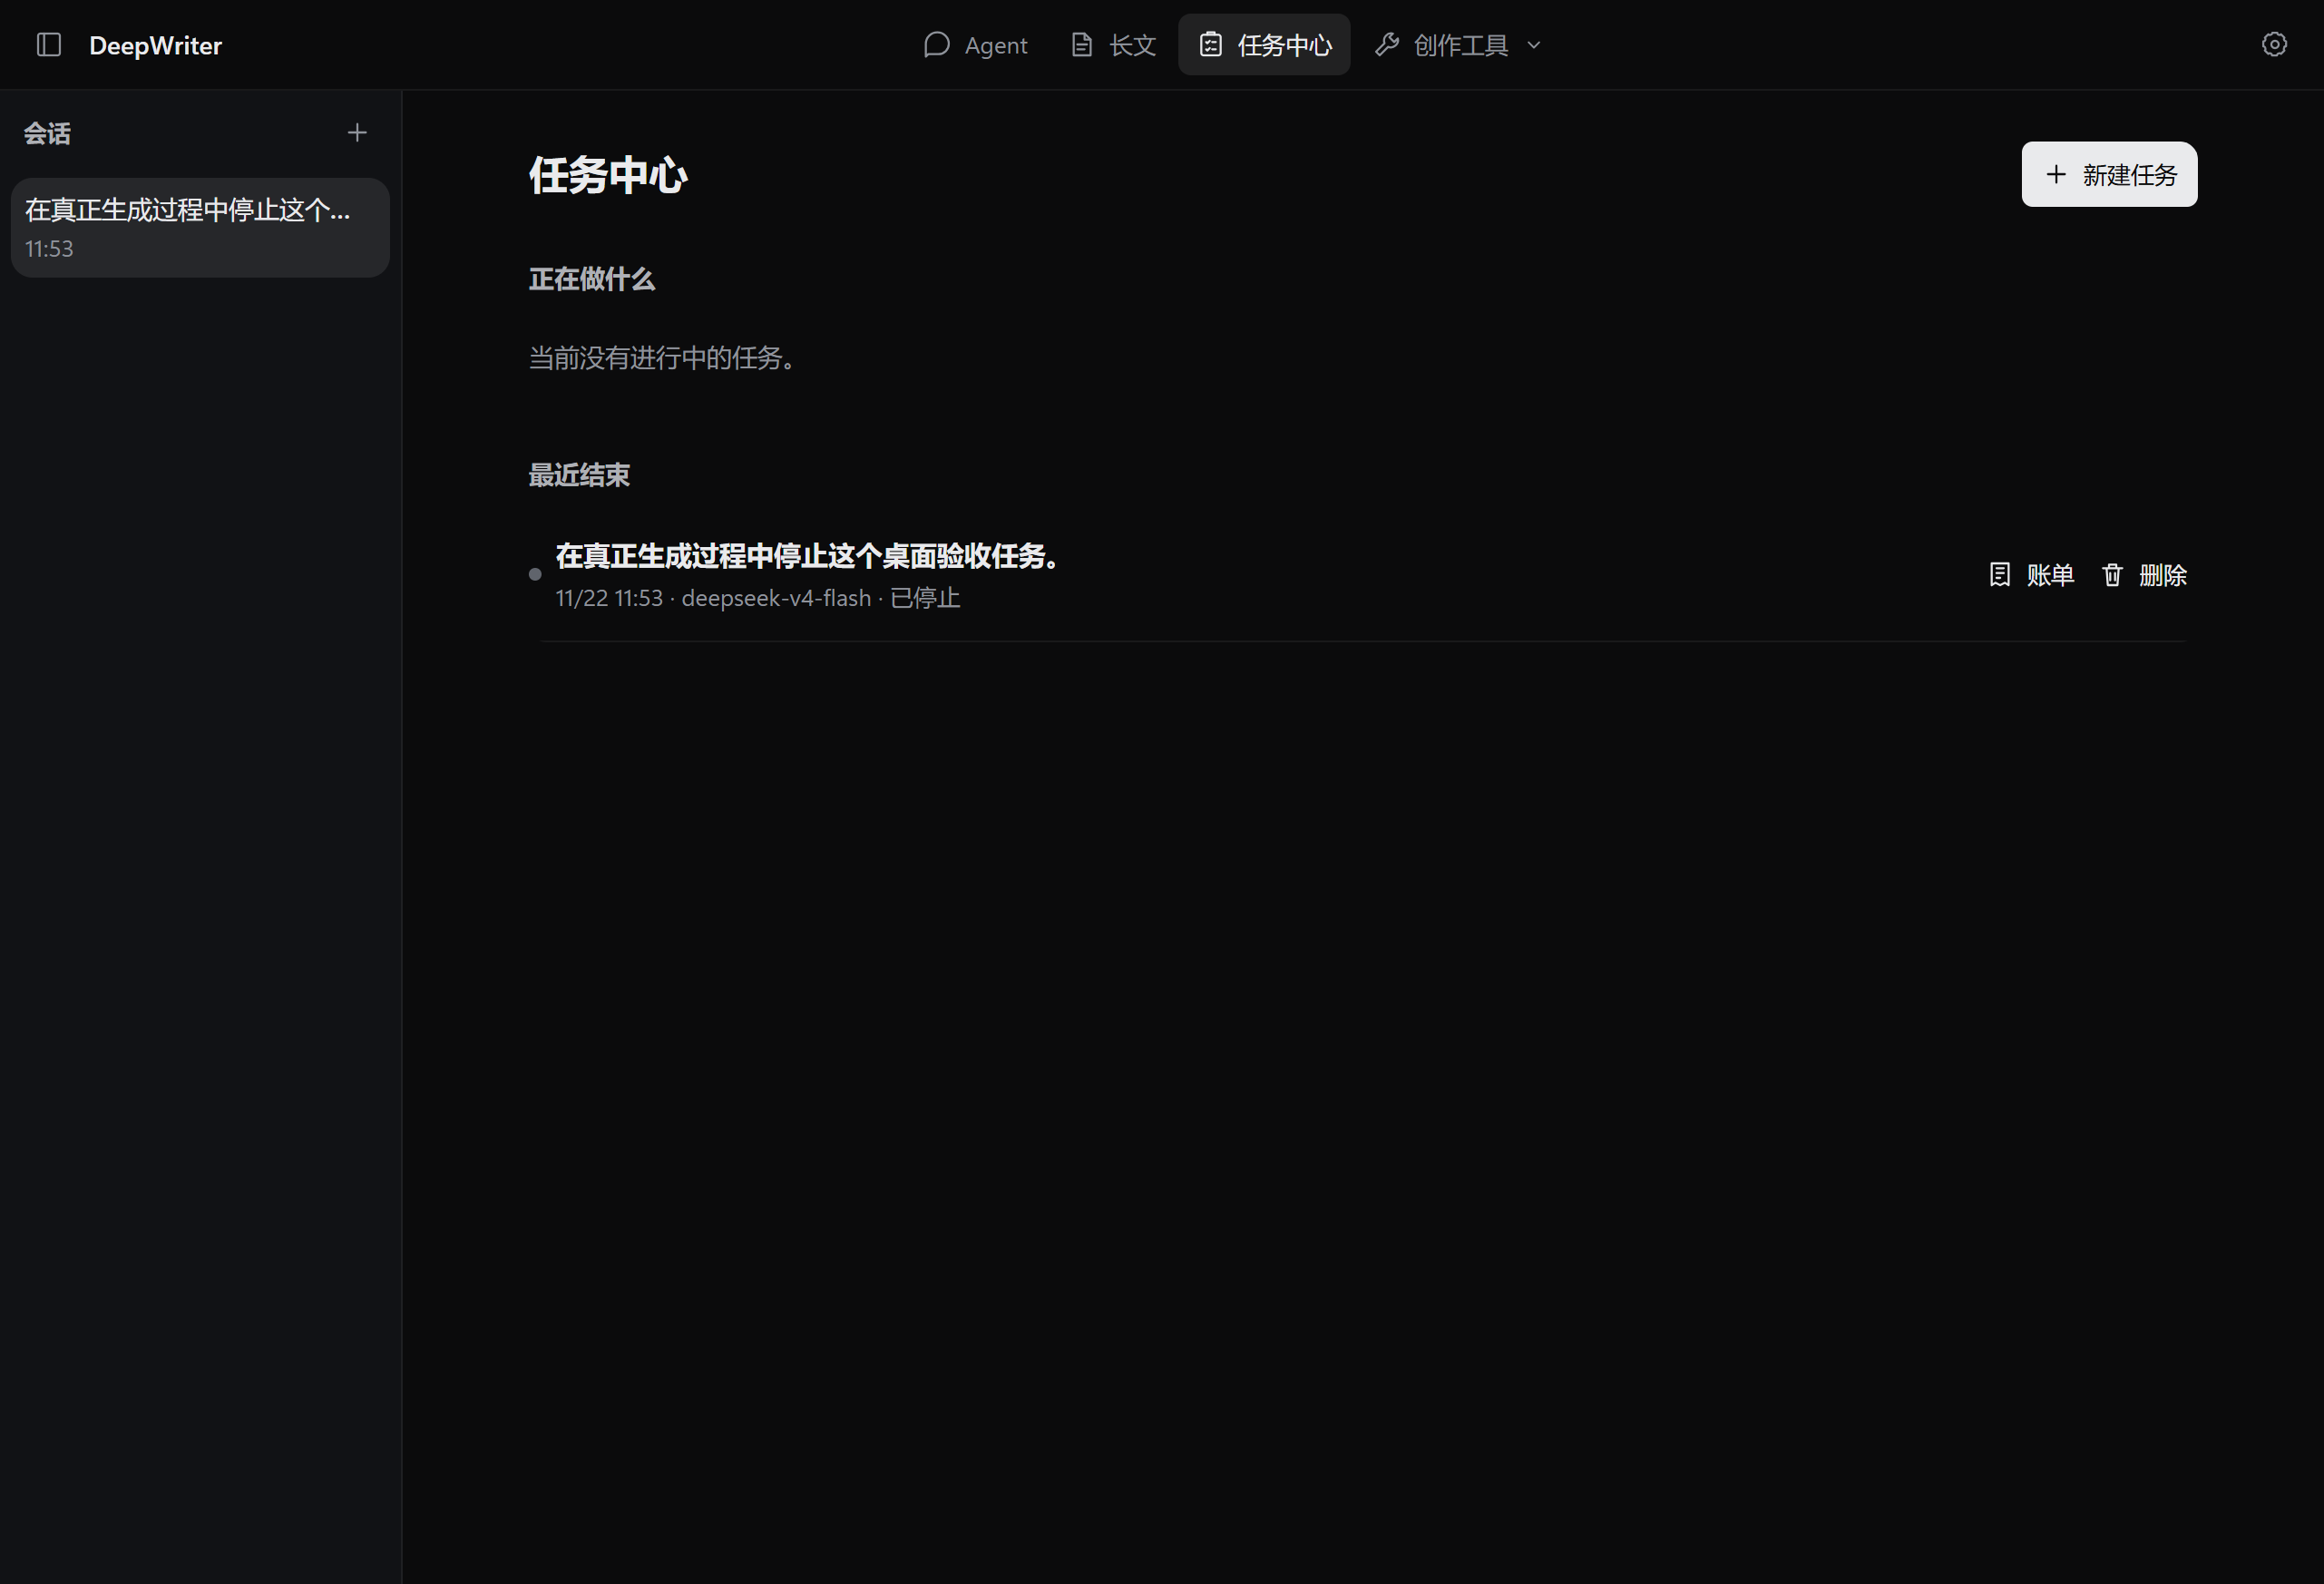 DeepWriter
Agent
长文
任务中心
创作工具
会话
在真正生成过程中停止这个...
11:53
任务中心
新建任务
正在做什么
当前没有进行中的任务。
最近结束
在真正生成过程中停止这个桌面验收任务。
11/22 11:53 · deepseek-v4-flash · 已停止
账单
删除